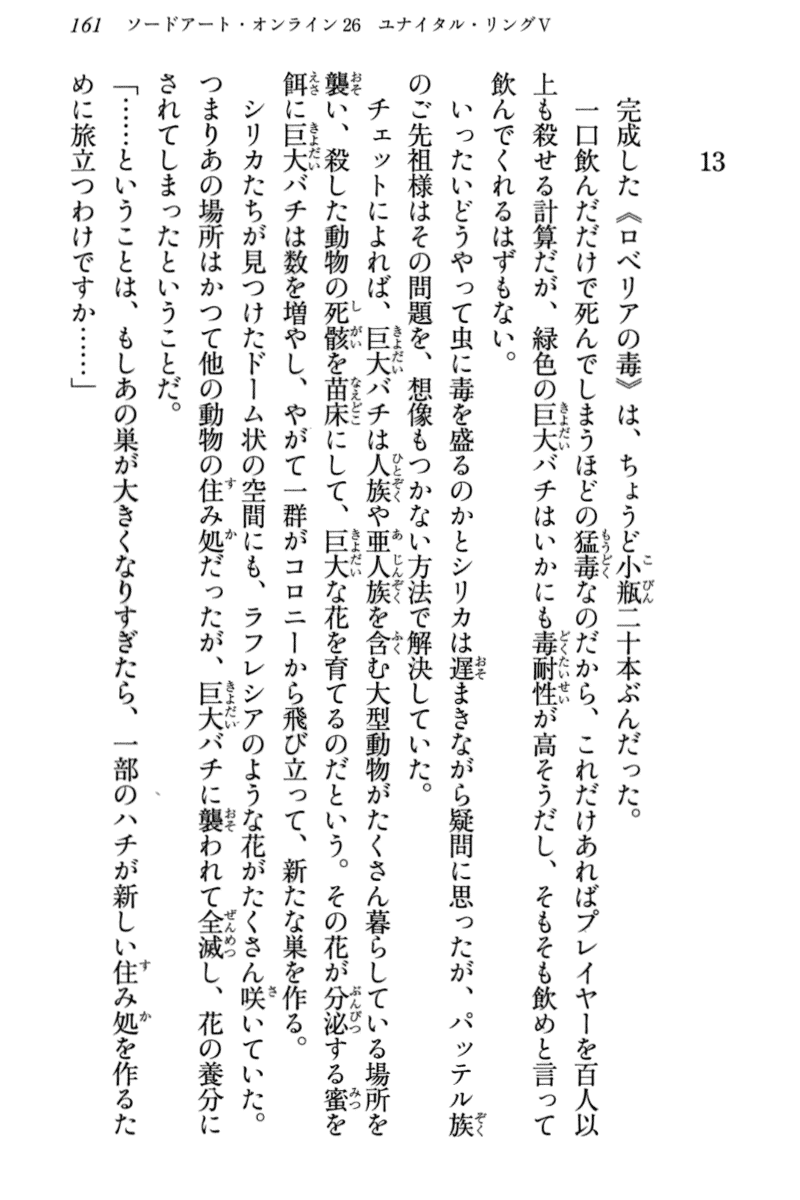 161　ソードアート・オンライン26　ユナイタル・リングⅤ
13
　完成した《ロベリアの毒》は、ちょうど小瓶二十本ぶんだった。
　一口飲んだだけで死んでしまうほどの猛毒なのだから、これだけあればプレイヤーを百人以
上も殺せる計算だが、緑色の巨大バチはいかにも毒耐性が高そうだし、そもそも飲めと言って
飲んでくれるはずもない。
　いったいどうやって虫に毒を盛るのかとシリカは遅まきながら疑問に思ったが、パッテル族
のご先祖様はその問題を、想像もつかない方法で解決していた。
　チェットによれば、巨大バチは人族や亜人族を含む大型動物がたくさん暮らしている場所を
襲い、殺した動物の死骸を苗床にして、巨大な花を育てるのだという。その花が分泌する蜜を
餌に巨大バチは数を増やし、やがて一群がコロニーから飛び立って、新たな巣を作る。
　シリカたちが見つけたドーム状の空間にも、ラフレシアのような花がたくさん咲いていた。
つまりあの場所はかつて他の動物の住み処だったが、巨大バチに襲われて全滅し、花の養分に
されてしまったということだ。
「……ということは、もしあの巣が大きくなりすぎたら、一部のハチが新しい住み処を作るた
めに旅立つわけですか……」